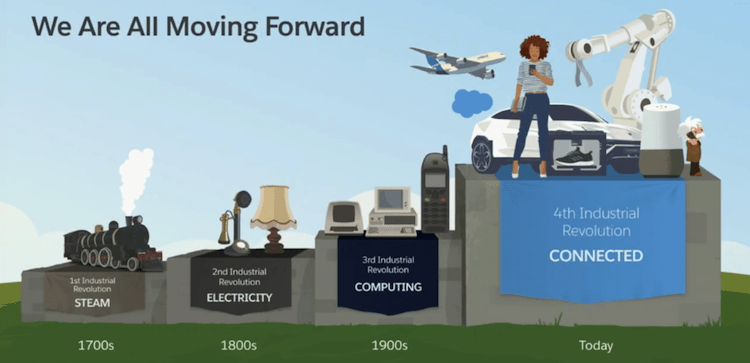 We Are All Moving Forward
1st Industrial
Revolution
STEAM
2nd Industrial
Revolution
ELECTRICITY
3rd Industrial
Revolution
COMPUTING
4th Industrial
Revolution
CONNECTED
1700s
1800s
1900s
Today